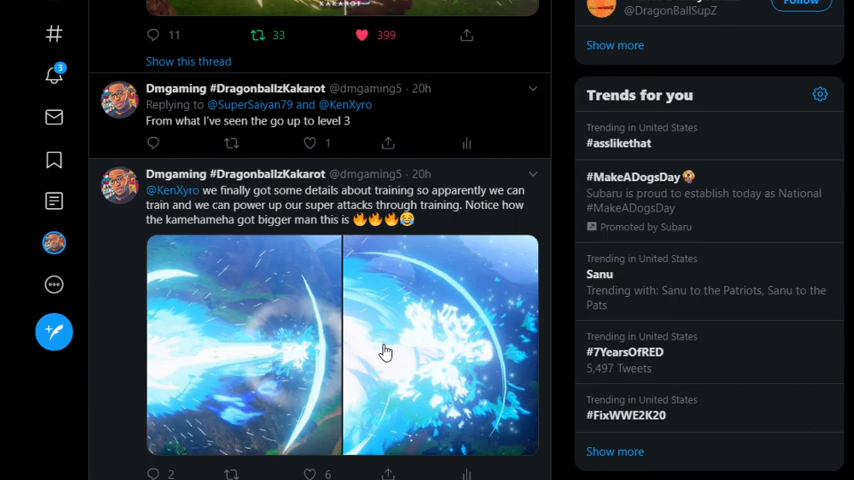 KAKAROT
11
33
399
Show this thread
Dmgaming #DragonballzKakarot @dmgaming5 · 20h
Replying to @SuperSaiyan79 and @KenXyro
From what I've seen the go up to level 3
1
Dmgaming #DragonballzKakarot @dmgaming5 · 20h
@KenXyro we finally got some details about training so apparently we can
train and we can power up our super attacks through training. Notice how
the kamehameha got bigger man this is 🔥🔥🔥😂
2
6
3
Follow
@DragonBallSupZ
Show more
Trends for you
Trending in United States
#asslikethat
#MakeADogsDay🐶
Subaru is proud to establish today as National
#MakeADogsDay
Promoted by Subaru
Trending in United States
Sanu
Trending with: Sanu to the Patriots, Sanu to the
Pats
Trending in United States
#7YearsOfRED
5,497 Tweets
Trending in United States
#FixWWE2K20
Show more